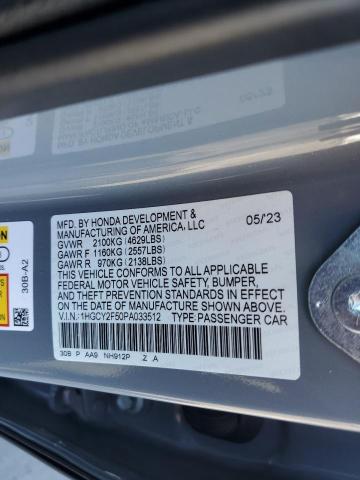 MFD. BY HONDA DEVELOPMENT &
MANUFACTURING OF AMERICA, LLC 05/'23
GVWR 2100KG (4629LBS)
GAWR F 1160KG (2557LBS)
GAWR R 970KG (2138LBS)
THIS VEHICLE CONFORMS TO ALL APPLICABLE
FEDERAL MOTOR VEHICLE SAFETY, BUMPER,
AND THEFT PREVENTION STANDARDS IN
EFFECT ON THE DATE OF MANUFACTURE SHOWN ABOVE.
V.I.N.: 1HGCY2F50PA033512 TYPE PASSENGER CAR
30B P AA9 NH912P 2 A
30B-A2